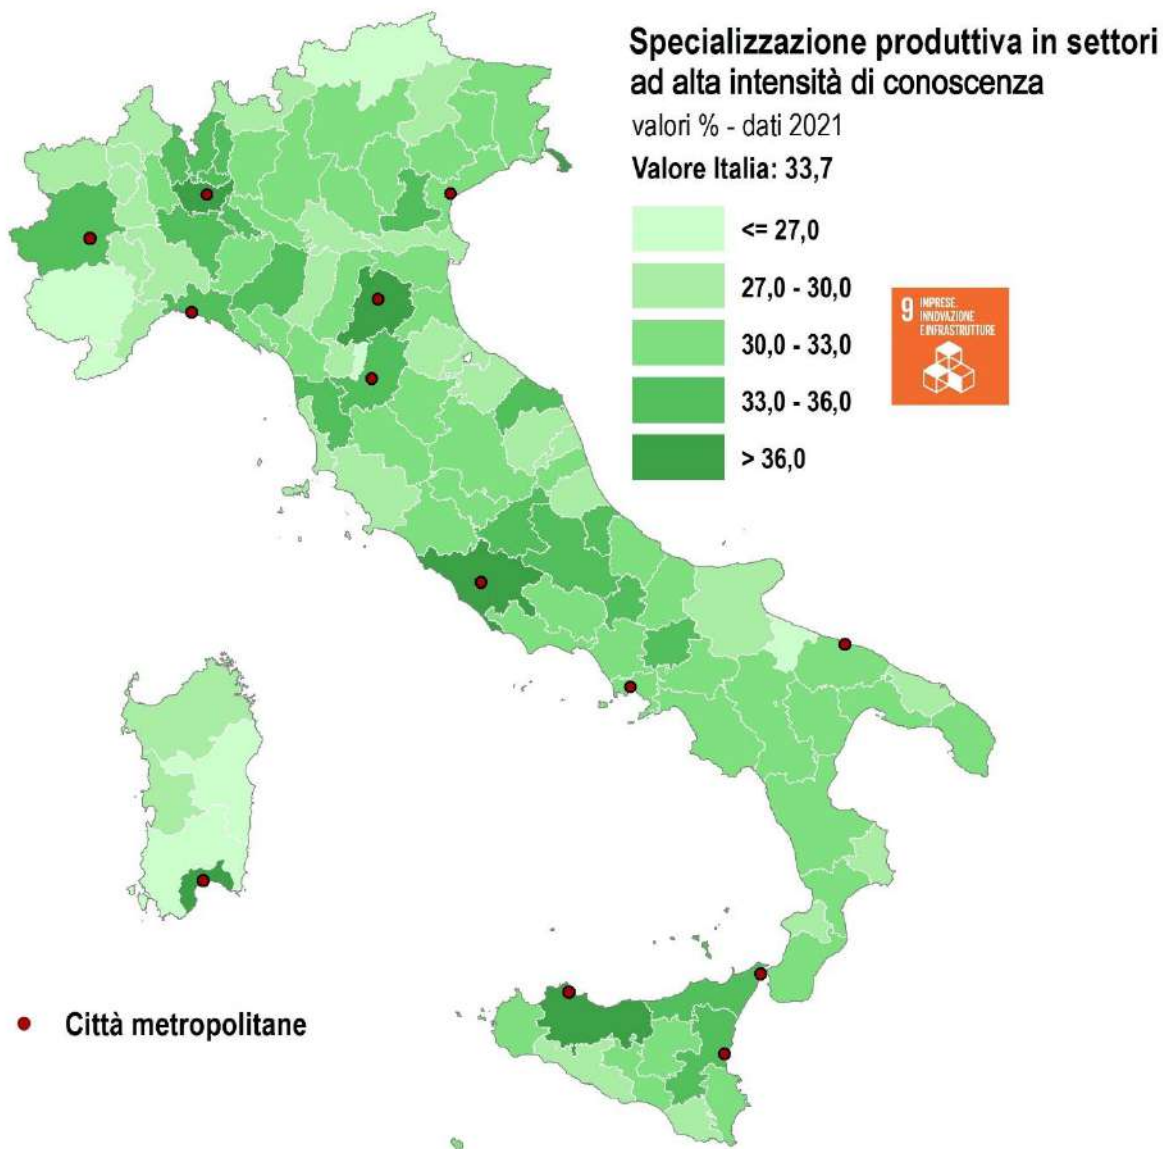 Specializzazione produttiva in settori
ad alta intensità di conoscenza
valori % - dati 2021
Valore Italia: 33,7
<= 27,0
27,0 - 30,0
30,0 - 33,0
33,0 - 36,0
> 36,0
9 IMPRESE,
INNOVAZIONE
E INFRASTRUTTURE
Città metropolitane